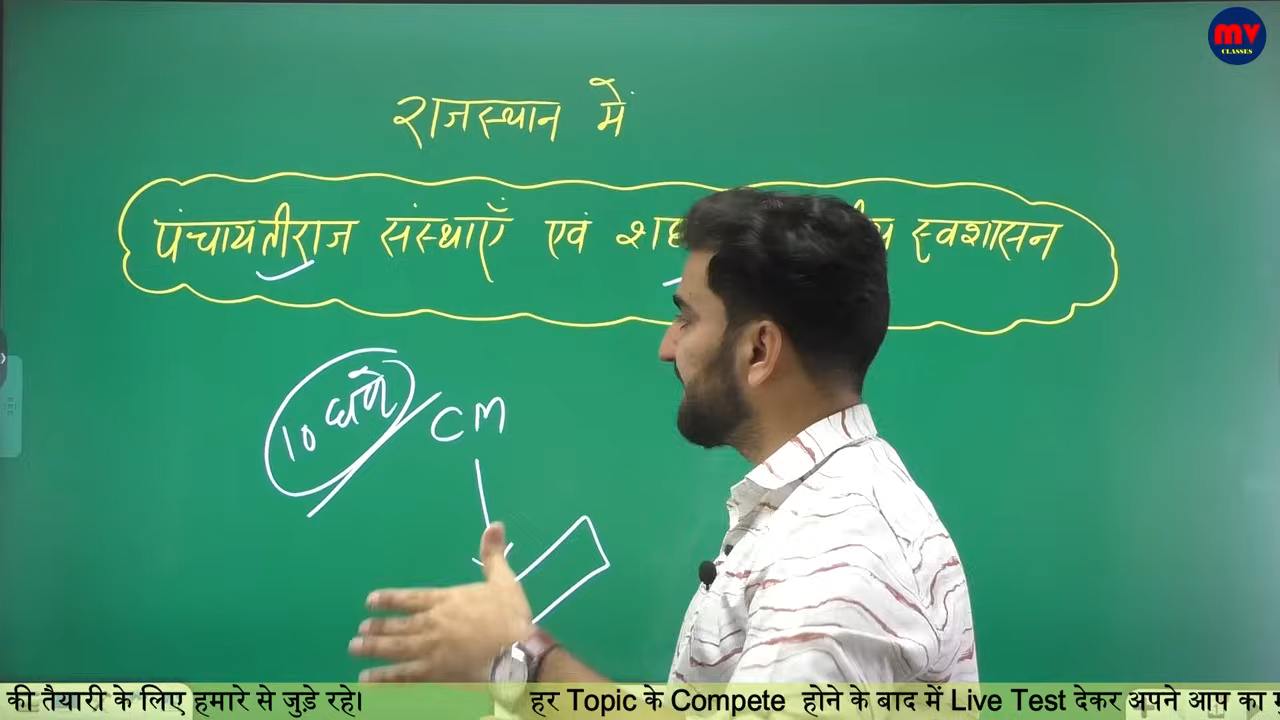 mv
CLASSES
राजस्थान में
पंचायतीराज संस्थाएँ एवं स्वशासन
10
CM
की तैयारी के लिए हमारे से जुड़े रहे। हर Topic के Compete होने के बाद में Live Test देकर अपने आप का